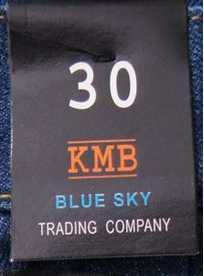 30
KMB
BLUE SKY
TRADING COMPANY